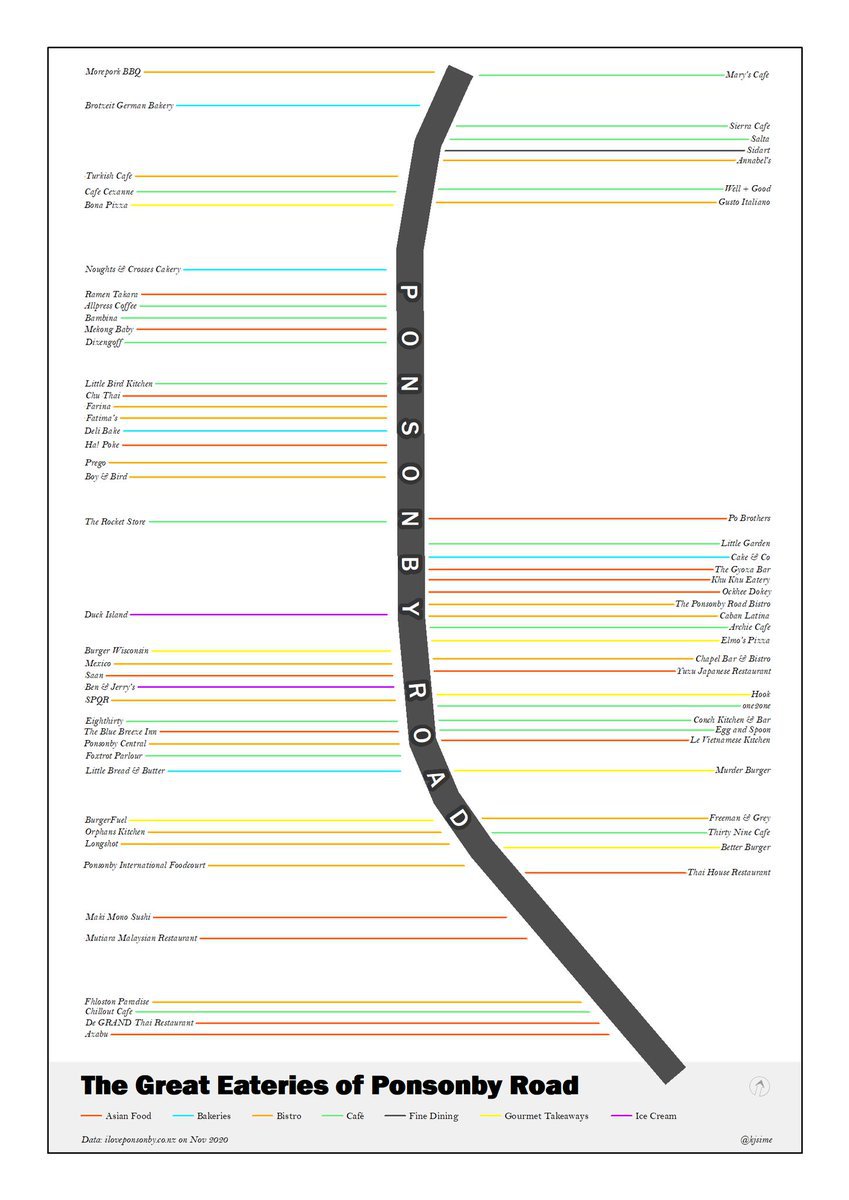 Morepork BBQ
Mary's Cafe
Brotzeit German Bakery
Sierra Cafe
Salta
Sidart
Annabel's
Turkish Cafe
Cafe Cezanne
Bona Pizza
Well + Good
Gusto Italiano
Noughts & Crosses Cakery
Ramen Takara
Allpress Coffee
Bambina
Mekong Baby
Dizengoff
Little Bird Kitchen
Chu Thai
Farina
Fatima's
Deli Bake
Ha! Poke
Prego
Boy & Bird
The Rocket Store
Duck Island
Burger Wisconsin
Mexico
Saan
Ben & Jerry's
SPQR
Eighthirty
The Blue Breeze Inn
Ponsonby Central
Foxtrot Parlour
Little Bread & Butter
BurgerFuel
Orphans Kitchen
Longshot
Ponsonby International Foodcourt
Maki Mono Sushi
Mutiara Malaysian Restaurant
Fhloston Paradise
Chillout Cafe
De GRAND Thai Restaurant
Azabu
PONSONBY ROAD
Po Brothers
Little Garden
Cake & Co
The Gyoza Bar
Khu Khu Eatery
Ockhee Dokey
The Ponsonby Road Bistro
Caban Latina
Archie Cafe
Elmo's Pizza
Chapel Bar & Bistro
Yuzu Japanese Restaurant
Hook
one2one
Conch Kitchen & Bar
Egg and Spoon
Le Vietnamese Kitchen
Murder Burger
Freeman & Grey
Thirty Nine Cafe
Better Burger
Thai House Restaurant
The Great Eateries of Ponsonby Road
Asian Food Bakeries Bistro Café Fine Dining Gourmet Takeaways Ice Cream
Data: iloveponsonby.co.nz on Nov 2020
@kjsime